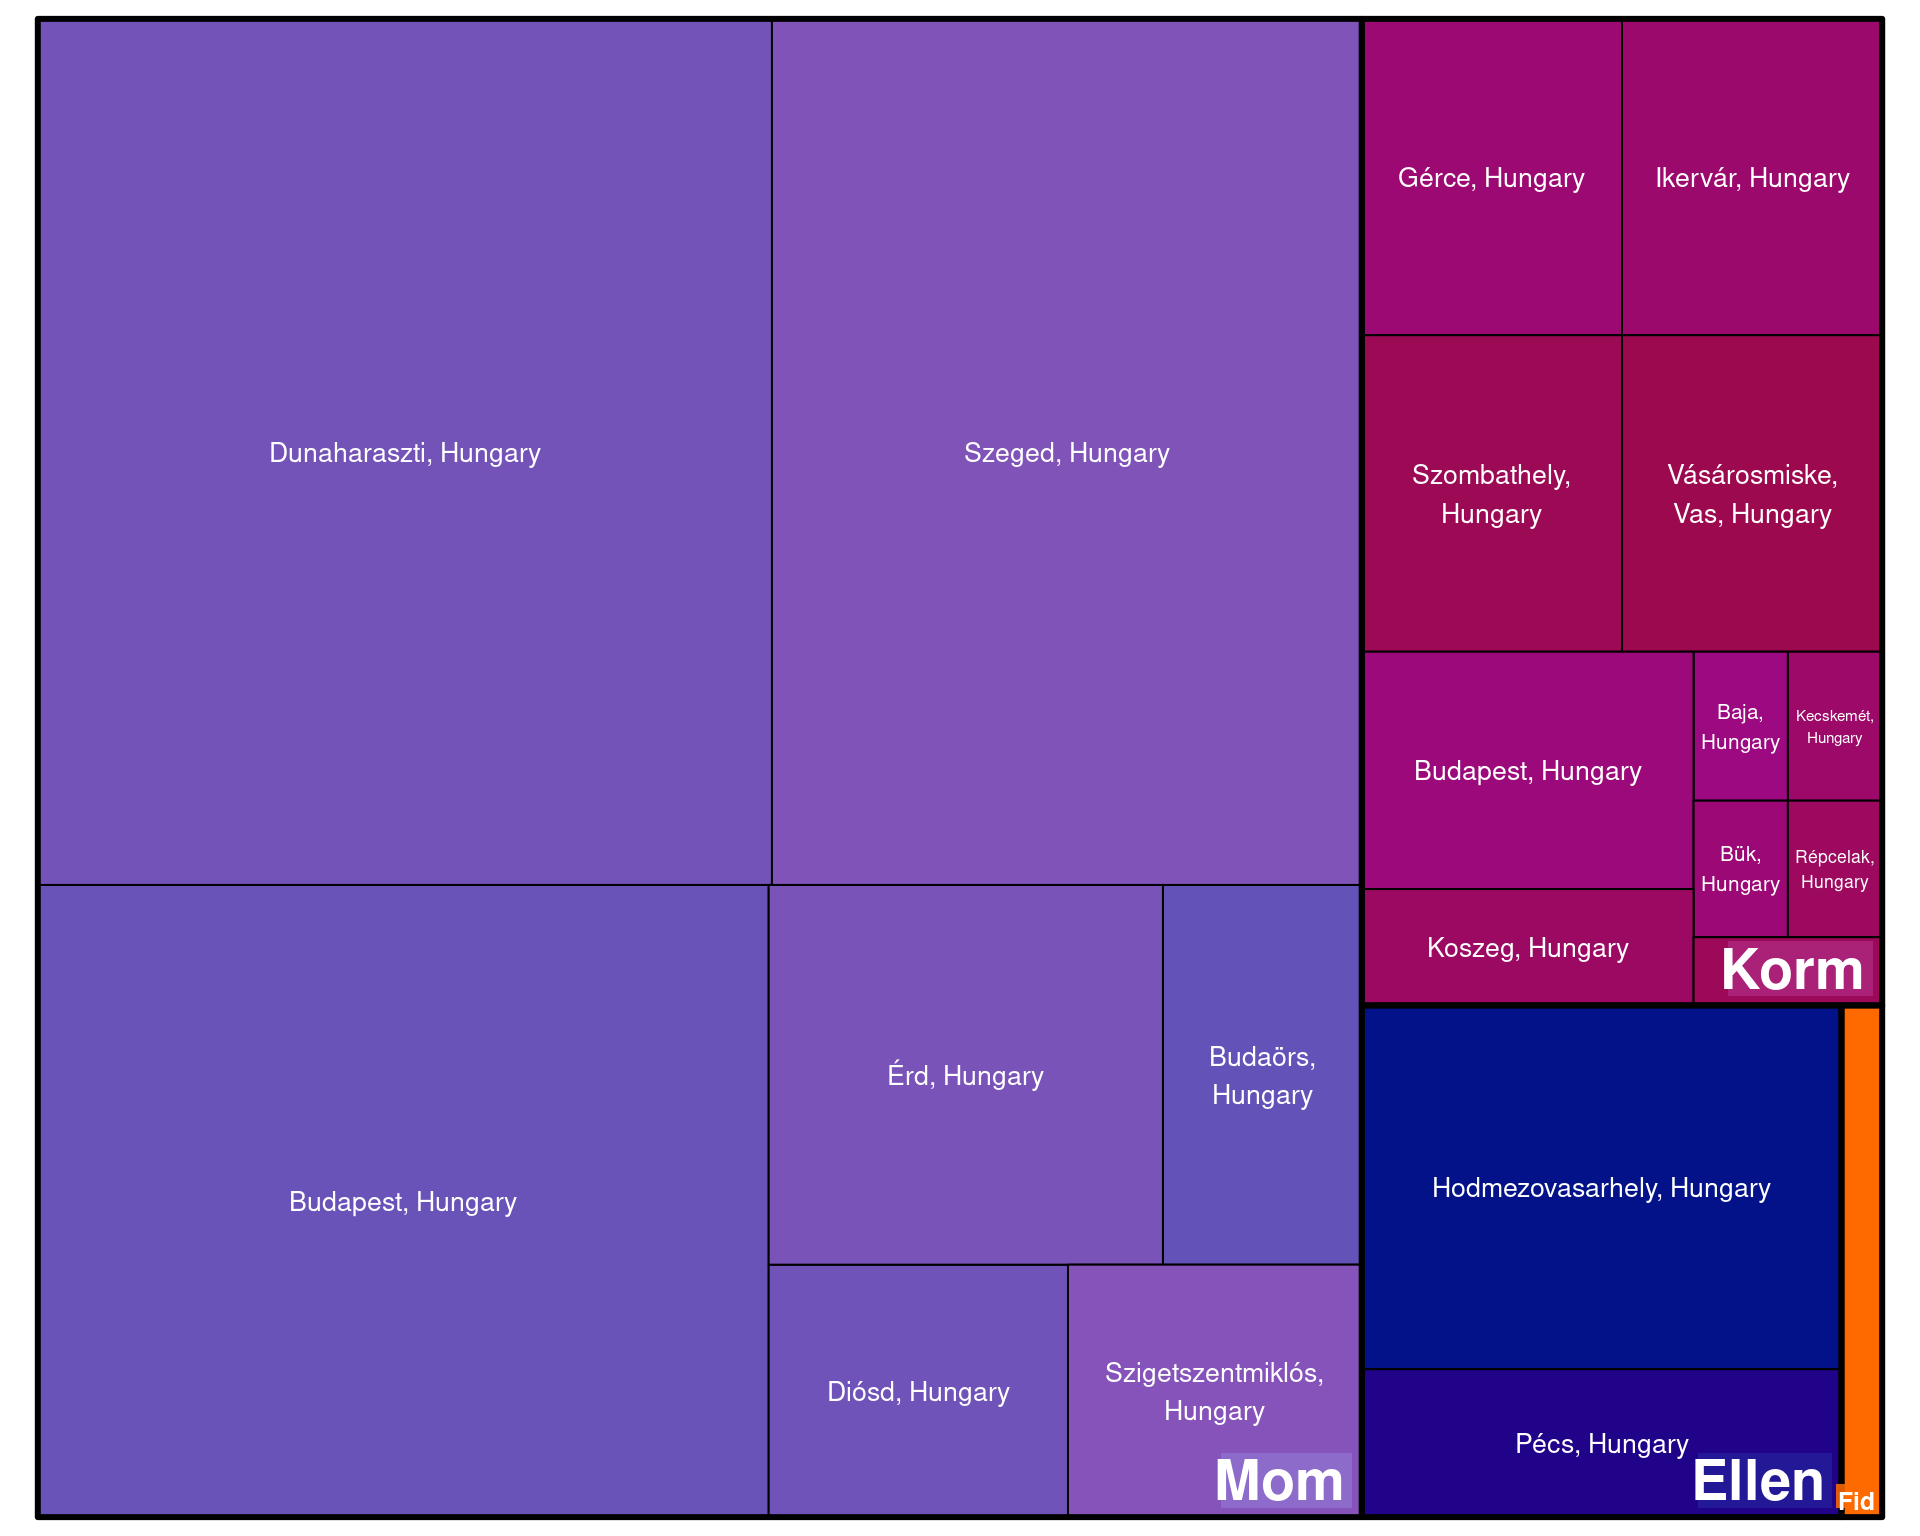 Dunaharaszti, Hungary
Szeged, Hungary
Budapest, Hungary
Érd, Hungary
Budaörs,
Hungary
Diósd, Hungary
Szigetszentmiklós,
Hungary
Mom
Gérce, Hungary
Ikervár, Hungary
Szombathely,
Hungary
Vásárosmiske,
Vas, Hungary
Budapest, Hungary
Baja,
Hungary
Kecskemét,
Hungary
Bük,
Hungary
Répcelak,
Hungary
Koszeg, Hungary
Korm
Hodmezovasarhely, Hungary
Pécs, Hungary
Ellen
Fid